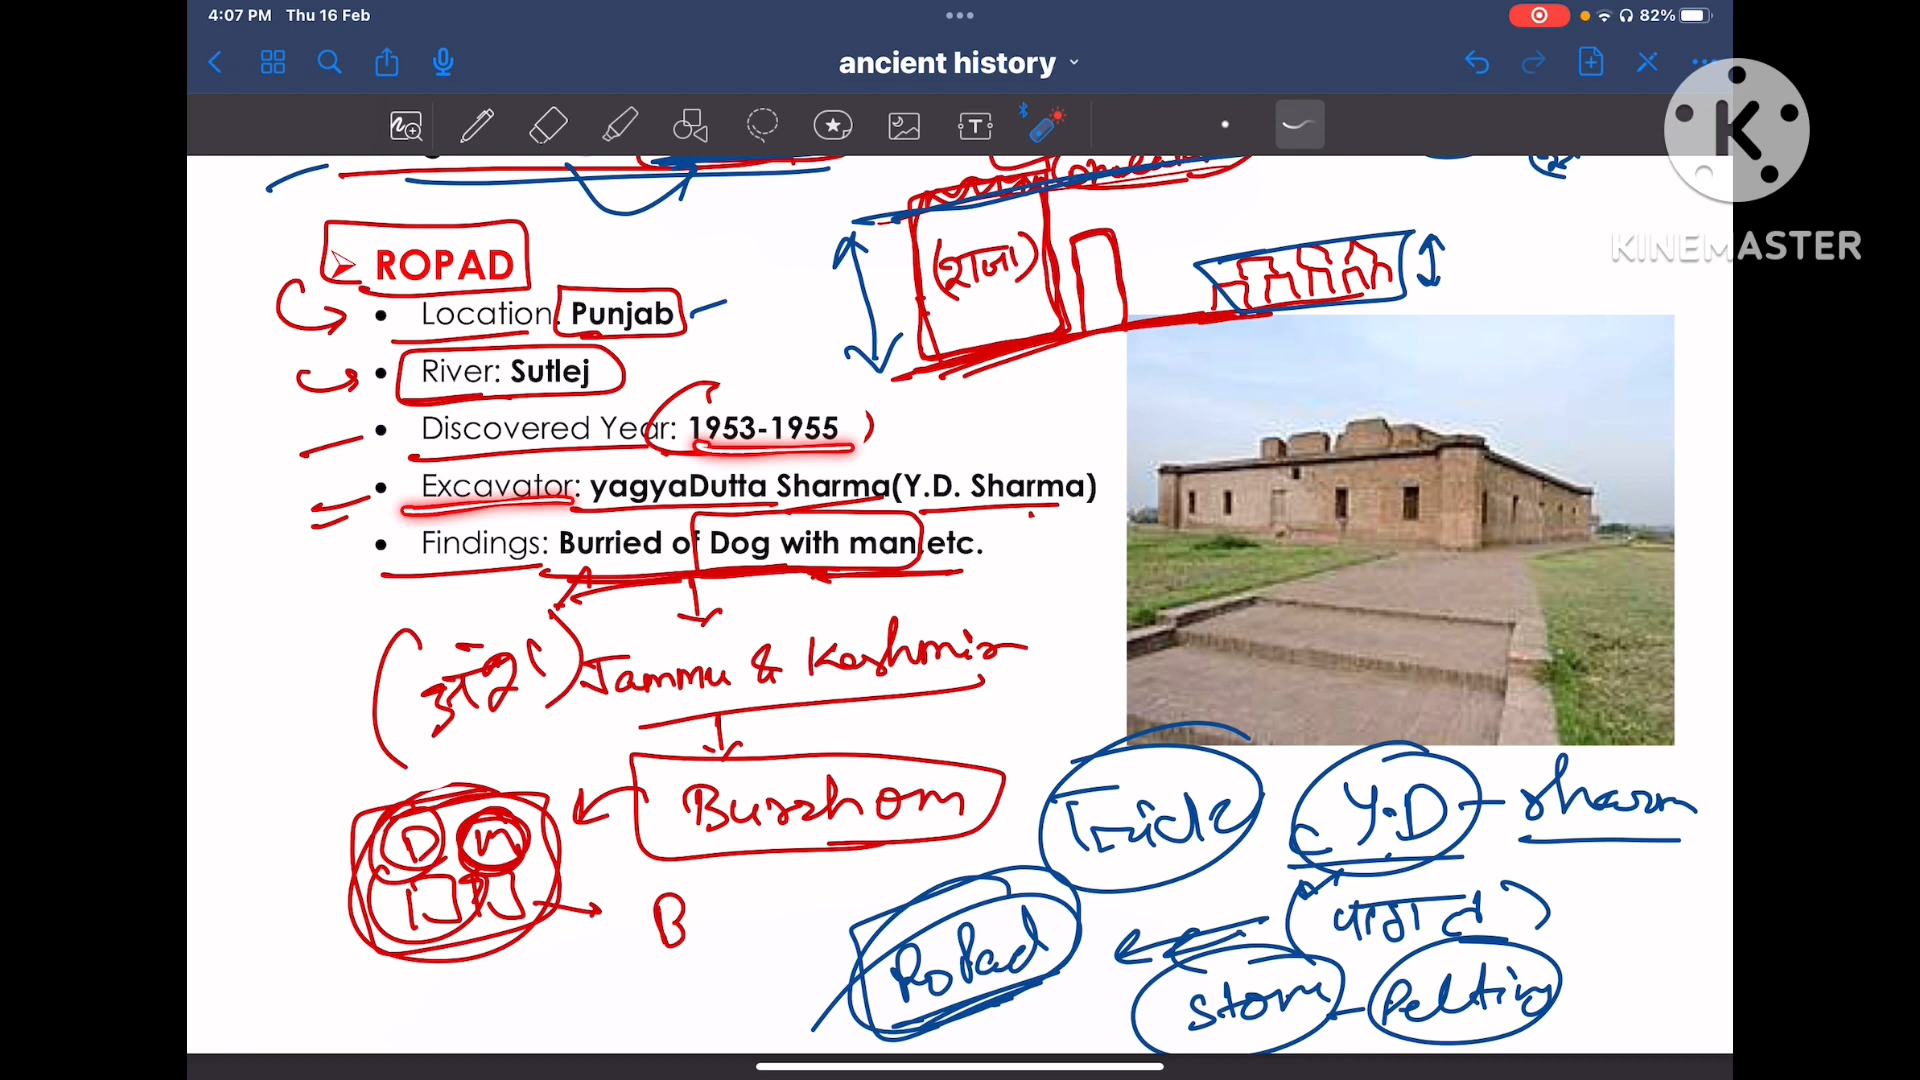 4:07 PM Thu 16 Feb
82%
ancient history
T
K
KINEMASTER
ROPAD
(राजा)
• Location: Punjab
• River: Sutlej
• Discovered Year: 1953-1955
• Excavator: yagyaDutta Sharma(Y.D. Sharma)
• Findings: Burried of Dog with man,etc.
Jammu & Kashmir
Burzhom
Trick
Y.D - sharm
D m
B
RoPad
Stone - Pelting